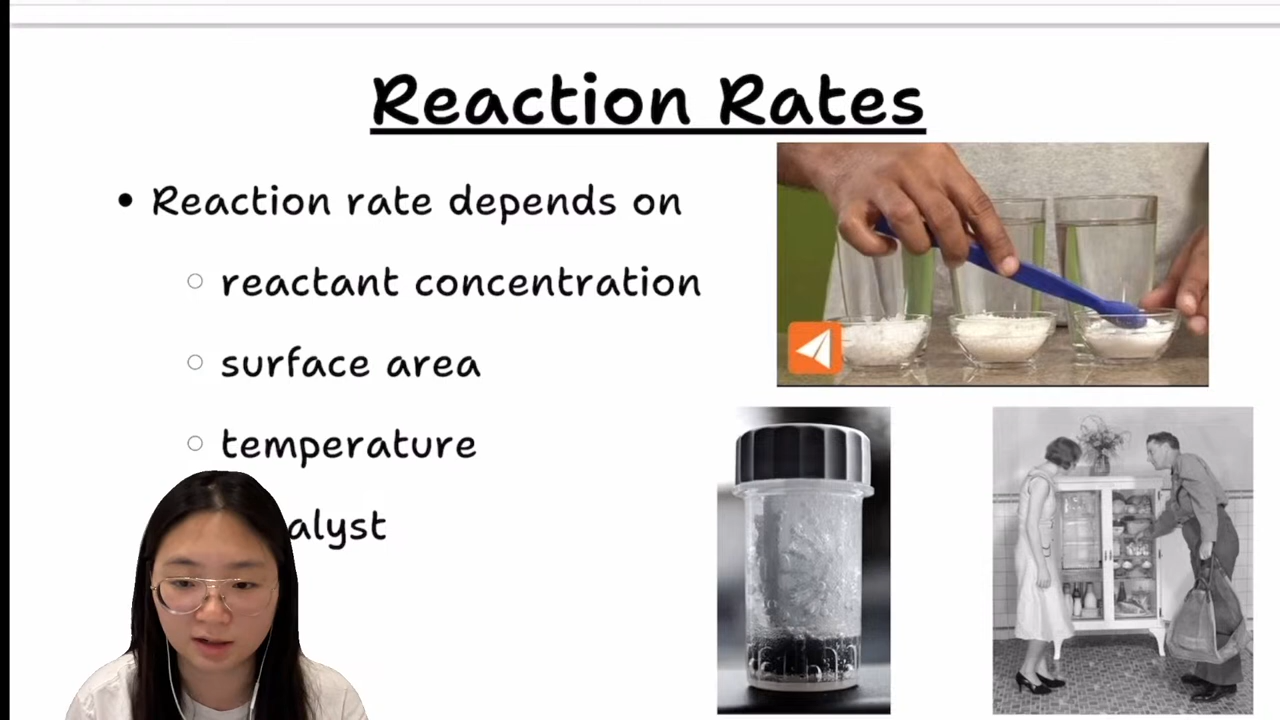 Reaction Rates
• Reaction rate depends on
○ reactant concentration
○ surface area
○ temperature
alyst